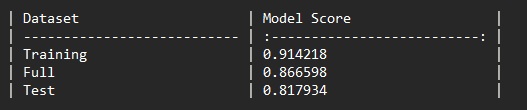 | Dataset | Model Score |
| --------------------------- | :--------------------------: |
| Training | 0.914218 |
| Full | 0.866598 |
| Test | 0.817934 |